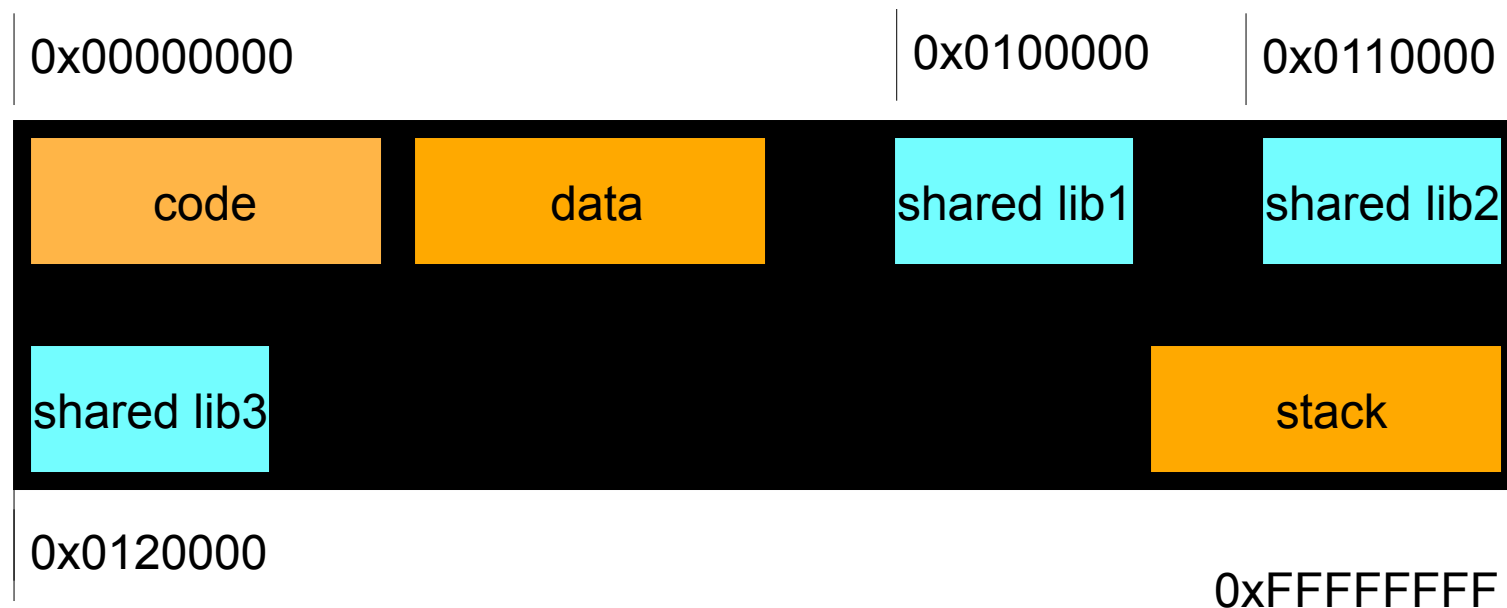 0x00000000 0x0100000 0x0110000
code data shared lib1 shared lib2
shared lib3 stack
0x0120000
0xFFFFFFFF